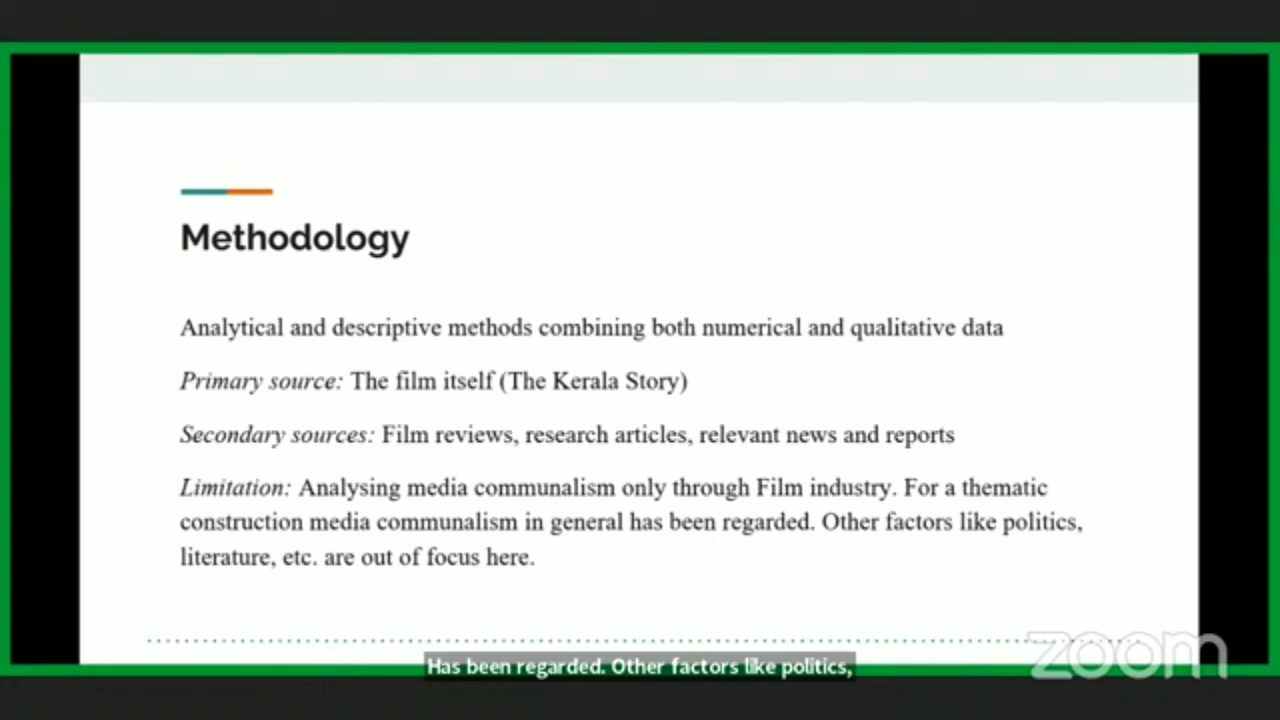 Methodology
Analytical and descriptive methods combining both numerical and qualitative data
Primary source: The film itself (The Kerala Story)
Secondary sources: Film reviews, research articles, relevant news and reports
Limitation: Analysing media communalism only through Film industry. For a thematic
construction media communalism in general has been regarded. Other factors like politics,
literature, etc. are out of focus here.
Has been regarded. Other factors like politics,
zoom